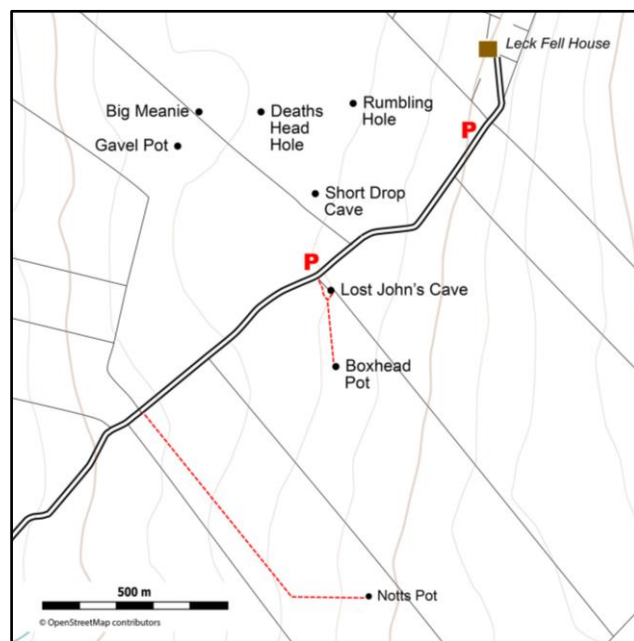 Leck Fell House
Rumbling
Hole
Big Meanie
Deaths
Head
Hole
P
Gavel Pot
Short Drop
Cave
P
Lost John's Cave
Boxhead
Pot
Notts Pot
500 m
© OpenStreetMap contributors